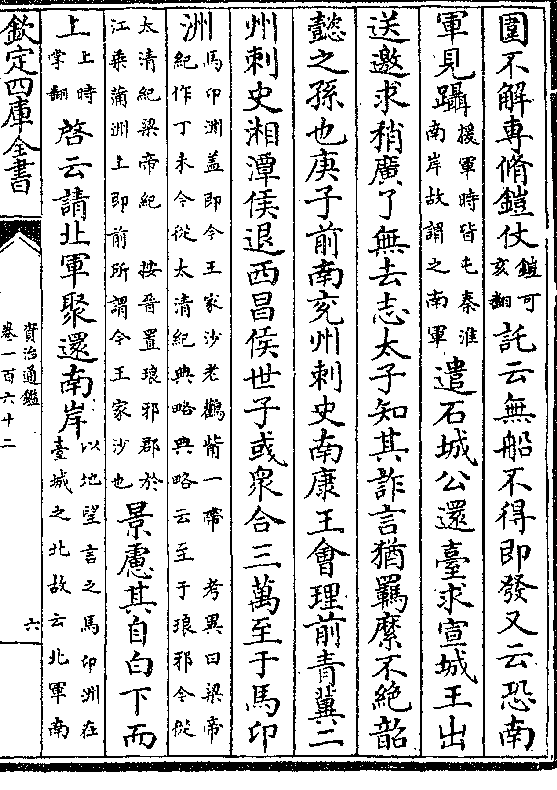 圍不解專脩鎧仗鎧可亥翻託云無船不得即發又云恐南
軍見躡援軍時皆屯秦淮南岸故謂之南軍遣石城公還臺求宣城王出
送邀求稍廣了無去志太子知其詐言猶羈縻不絶韶
懿之孫也庚子前南兖州刺史南康王會理前青冀二
州刺史湘潭侯退西昌侯世子彧衆合三萬至于馬卬
洲馬卬洲盖即今王家沙老鸛觜一帶考異曰梁帝紀作丁未今從太清紀典略典略云至于琅邪今從
太清紀梁帝紀按晉置琅邪郡於江乘蒲洲上即前所謂今王家沙也景慮其自白下而
上上時掌翻啓云請北軍聚還南岸以地望言之馬卬洲在臺城之北故云北軍南
欽定四庫全書
資治通鑑
卷一百六十二
六